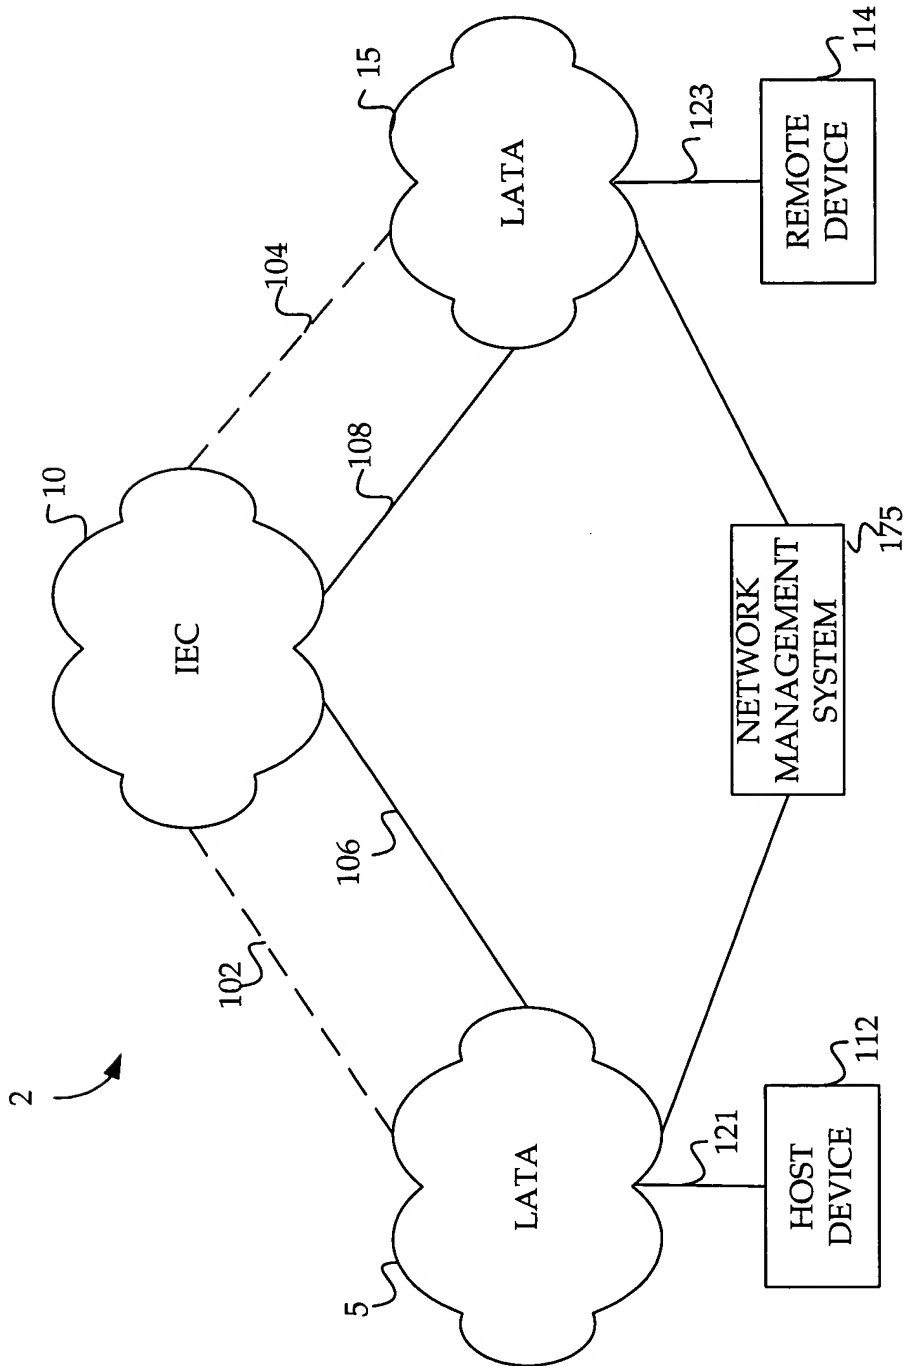 2
10
IEC
102
104
106
108
15
LATA
5
LATA
121
123
HOST
DEVICE
112
NETWORK
MANAGEMENT
SYSTEM
175
REMOTE
DEVICE
114